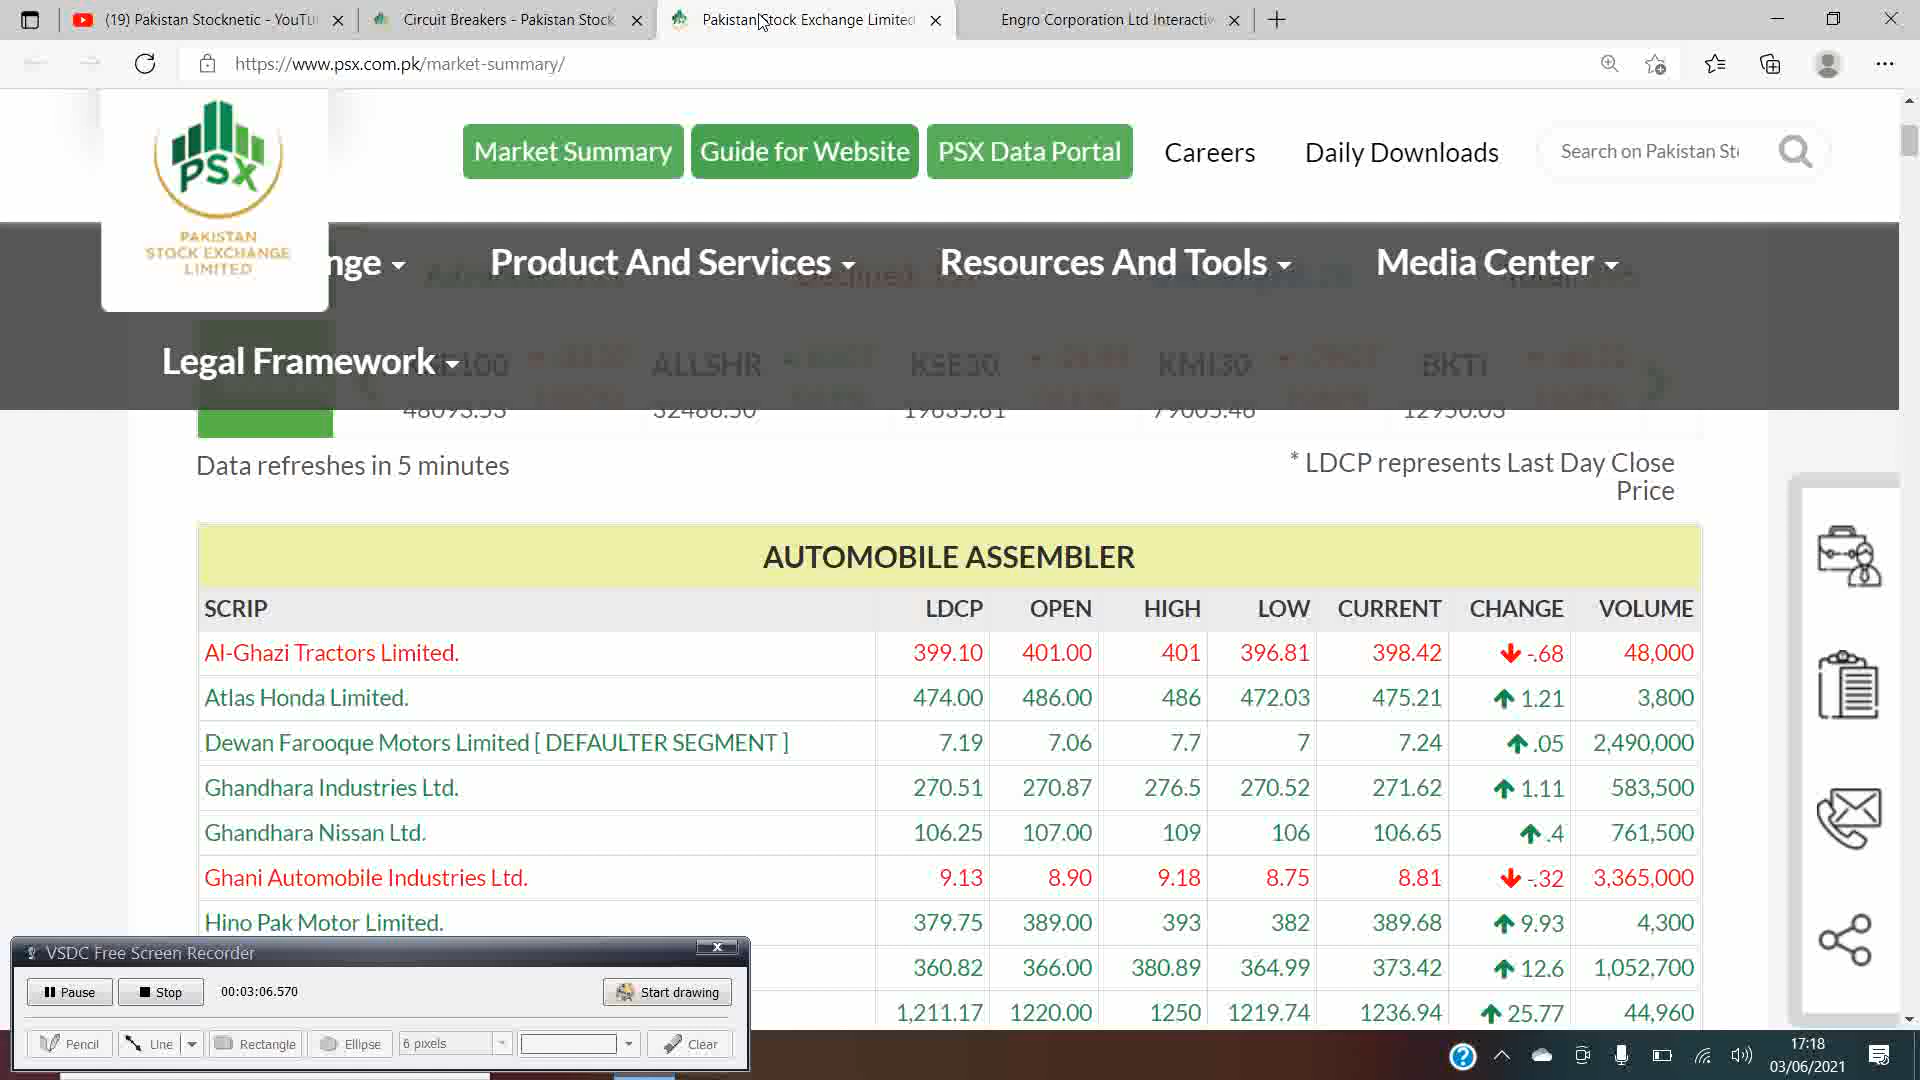 (19) Pakistan Stocknetic - YouTu
Circuit Breakers - Pakistan Stock
Pakistan Stock Exchange Limited
Engro Corporation Ltd Interactiv
https://www.psx.com.pk/market-summary/
PSX
PAKISTAN
STOCK EXCHANGE
LIMITED
Market Summary
Guide for Website
PSX Data Portal
Careers
Daily Downloads
Search on Pakistan Sto
nge
Product And Services
Resources And Tools
Media Center
Legal Framework
KSE100
ALLSHR
KSE30
KMI30
BKTI
48093.53
32486.50
19635.61
79005.46
12950.03
Data refreshes in 5 minutes
* LDCP represents Last Day Close
Price
AUTOMOBILE ASSEMBLER
SCRIP LDCP OPEN HIGH LOW CURRENT CHANGE VOLUME
Al-Ghazi Tractors Limited. 399.10 401.00 401 396.81 398.42 -.68 48,000
Atlas Honda Limited. 474.00 486.00 486 472.03 475.21 1.21 3,800
Dewan Farooque Motors Limited [ DEFAULTER SEGMENT ] 7.19 7.06 7.7 7 7.24 .05 2,490,000
Ghandhara Industries Ltd. 270.51 270.87 276.5 270.52 271.62 1.11 583,500
Ghandhara Nissan Ltd. 106.25 107.00 109 106 106.65 .4 761,500
Ghani Automobile Industries Ltd. 9.13 8.90 9.18 8.75 8.81 -.32 3,365,000
Hino Pak Motor Limited. 379.75 389.00 393 382 389.68 9.93 4,300
360.82 366.00 380.89 364.99 373.42 12.6 1,052,700
1,211.17 1220.00 1250 1219.74 1236.94 25.77 44,960
VSDC Free Screen Recorder
Pause
Stop
00:03:06.570
Start drawing
Pencil
Line
Rectangle
Ellipse
6 pixels
Clear
17:18
03/06/2021